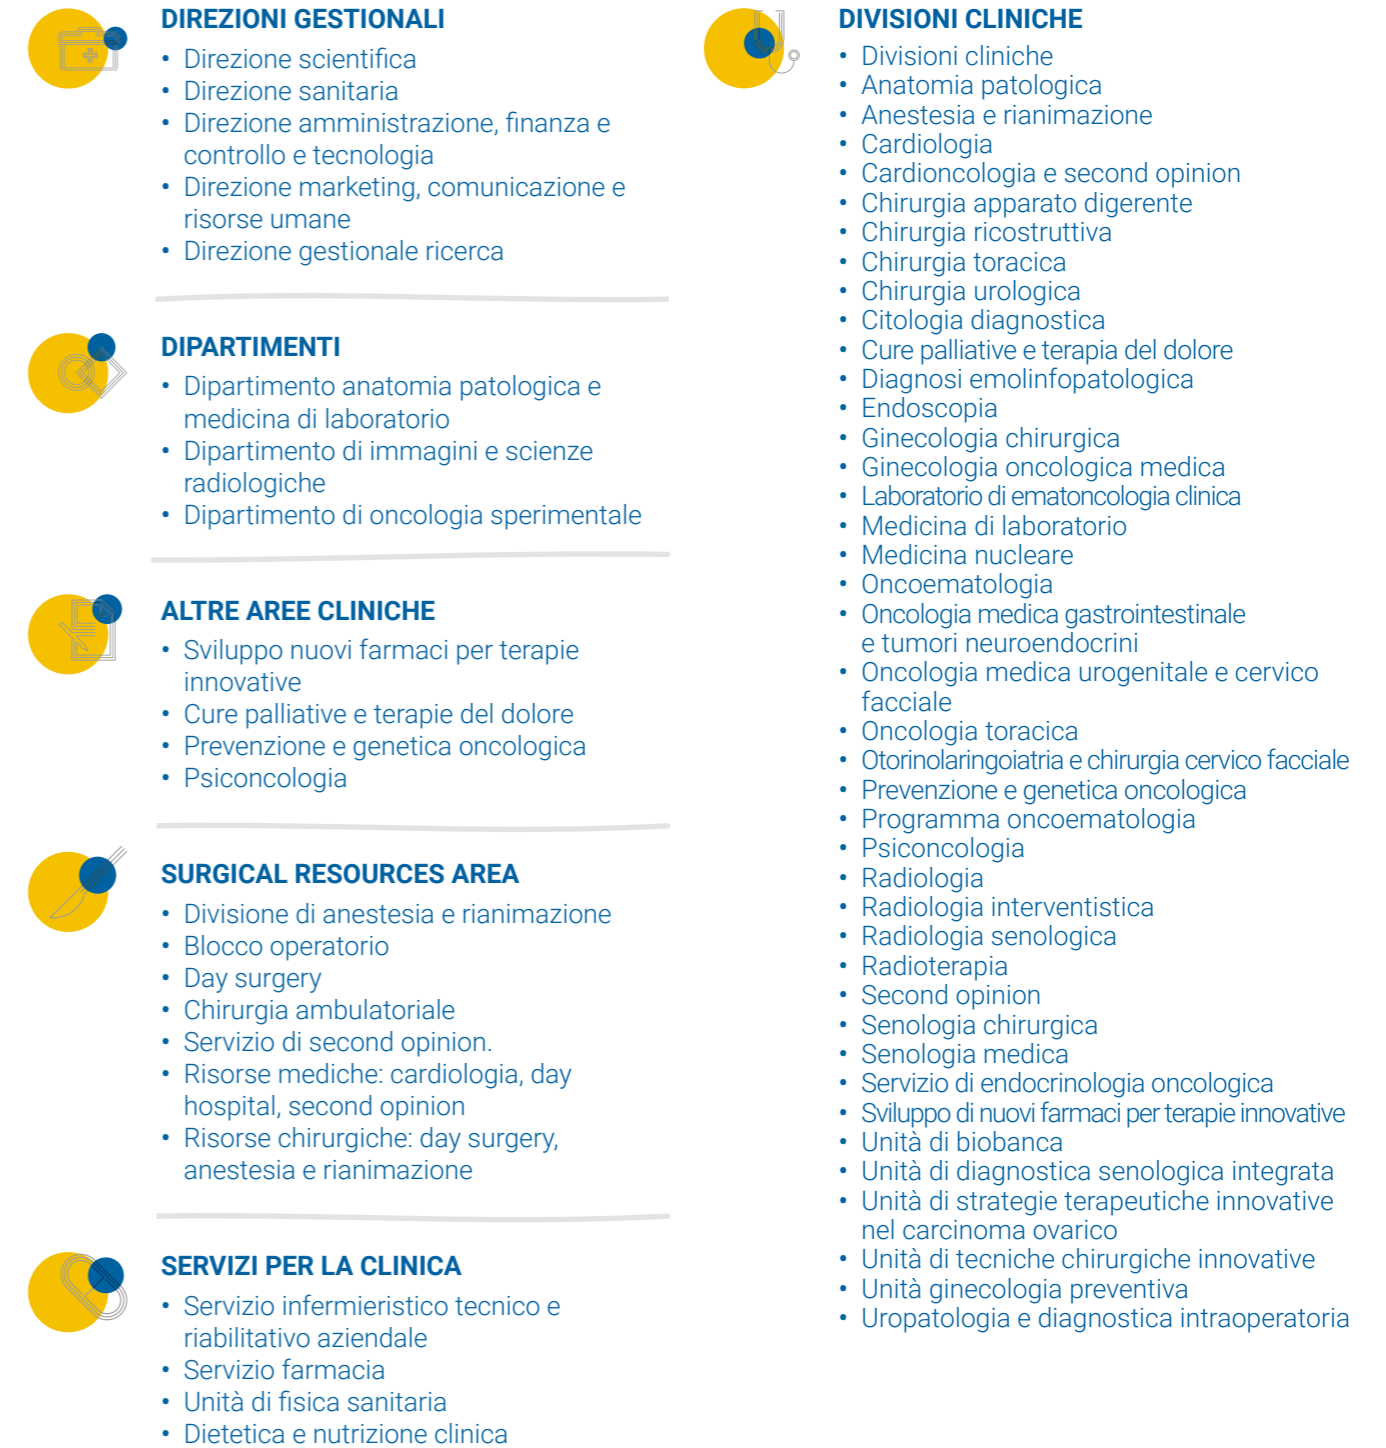 DIREZIONI GESTIONALI
• Direzione scientifica
• Direzione sanitaria
• Direzione amministrazione, finanza e
controllo e tecnologia
• Direzione marketing, comunicazione e
risorse umane
• Direzione gestionale ricerca
DIPARTIMENTI
• Dipartimento anatomia patologica e
medicina di laboratorio
• Dipartimento di immagini e scienze
radiologiche
• Dipartimento di oncologia sperimentale
ALTRE AREE CLINICHE
• Sviluppo nuovi farmaci per terapie
innovative
• Cure palliative e terapie del dolore
• Prevenzione e genetica oncologica
• Psiconcologia
SURGICAL RESOURCES AREA
• Divisione di anestesia e rianimazione
• Blocco operatorio
• Day surgery
• Chirurgia ambulatoriale
• Servizio di second opinion.
• Risorse mediche: cardiologia, day
hospital, second opinion
• Risorse chirurgiche: day surgery,
anestesia e rianimazione
SERVIZI PER LA CLINICA
• Servizio infermieristico tecnico e
riabilitativo aziendale
• Servizio farmacia
• Unità di fisica sanitaria
• Dietetica e nutrizione clinica
DIVISIONI CLINICHE
• Divisioni cliniche
• Anatomia patologica
• Anestesia e rianimazione
• Cardiologia
• Cardioncologia e second opinion
• Chirurgia apparato digerente
• Chirurgia ricostruttiva
• Chirurgia toracica
• Chirurgia urologica
• Citologia diagnostica
• Cure palliative e terapia del dolore
• Diagnosi emolinfopatologica
• Endoscopia
• Ginecologia chirurgica
• Ginecologia oncologica medica
• Laboratorio di ematoncologia clinica
• Medicina di laboratorio
• Medicina nucleare
• Oncoematologia
• Oncologia medica gastrointestinale
e tumori neuroendocrini
• Oncologia medica urogenitale e cervico
facciale
• Oncologia toracica
• Otorinolaringoiatria e chirurgia cervico facciale
• Prevenzione e genetica oncologica
• Programma oncoematologia
• Psiconcologia
• Radiologia
• Radiologia interventistica
• Radiologia senologica
• Radioterapia
• Second opinion
• Senologia chirurgica
• Senologia medica
• Servizio di endocrinologia oncologica
• Sviluppo di nuovi farmaci per terapie innovative
• Unità di biobanca
• Unità di diagnostica senologica integrata
• Unità di strategie terapeutiche innovative
nel carcinoma ovarico
• Unità di tecniche chirurgiche innovative
• Unità ginecologia preventiva
• Uropatologia e diagnostica intraoperatoria